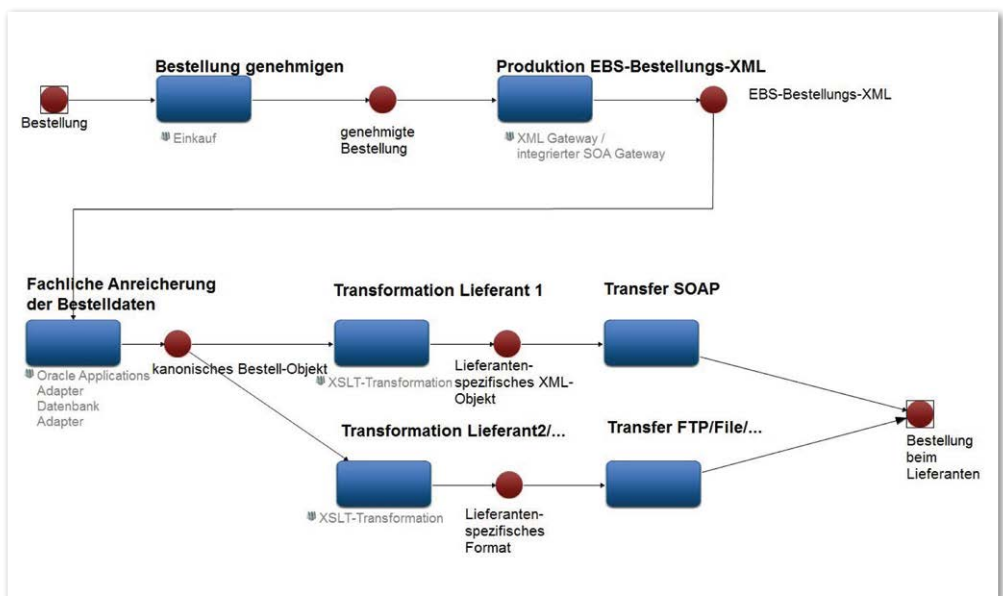 Bestellung genehmigen
Produktion EBS-Bestellungs-XML
Bestellung
Einkauf
genehmigte
Bestellung
XML Gateway /
integrierter SOA Gateway
EBS-Bestellungs-XML
Fachliche Anreicherung
der Bestelldaten
Transformation Lieferant 1
Transfer SOAP
Oracle Applications
Adapter
Datenbank
Adapter
kanonisches Bestell-Objekt
XSLT-Transformation
Lieferanten-
spezifisches XML-
Objekt
Transformation Lieferant2/...
Transfer FTP/File/...
Bestellung
beim
Lieferanten
XSLT-Transformation
Lieferanten-
spezifisches
Format